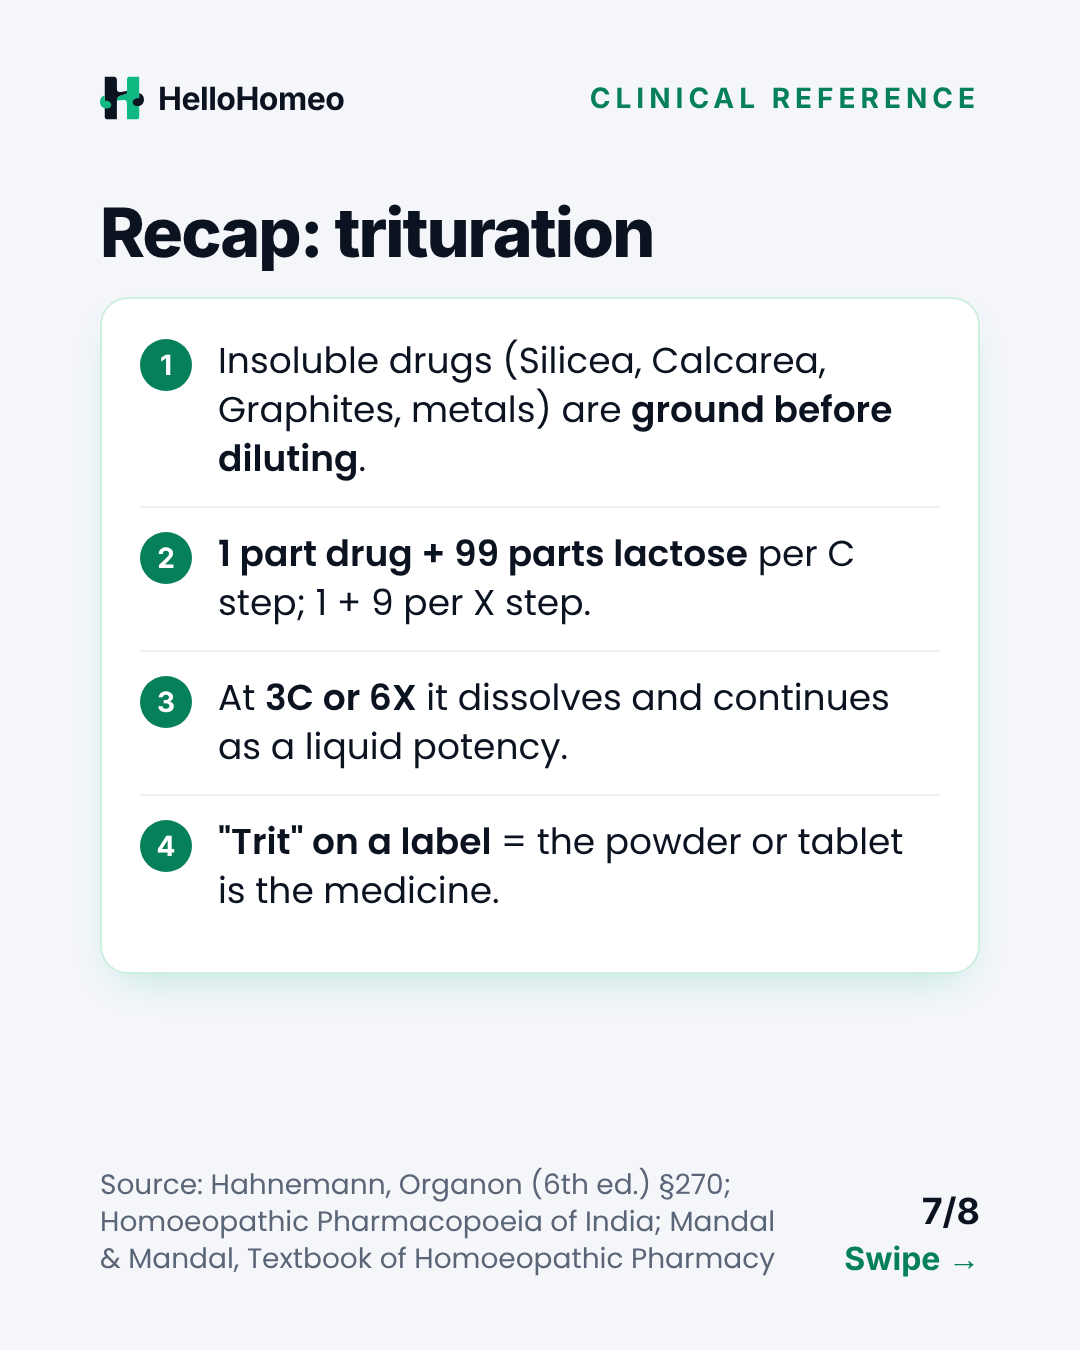 HelloHomeo
CLINICAL REFERENCE
Recap: trituration
1
Insoluble drugs (Silicea, Calcarea,
Graphites, metals) are ground before
diluting.
2
1 part drug + 99 parts lactose per C
step; 1 + 9 per X step.
3
At 3C or 6X it dissolves and continues
as a liquid potency.
4
"Trit" on a label = the powder or tablet
is the medicine.
Source: Hahnemann, Organon (6th ed.) §270;
Homoeopathic Pharmacopoeia of India; Mandal
& Mandal, Textbook of Homoeopathic Pharmacy
7/8
Swipe →